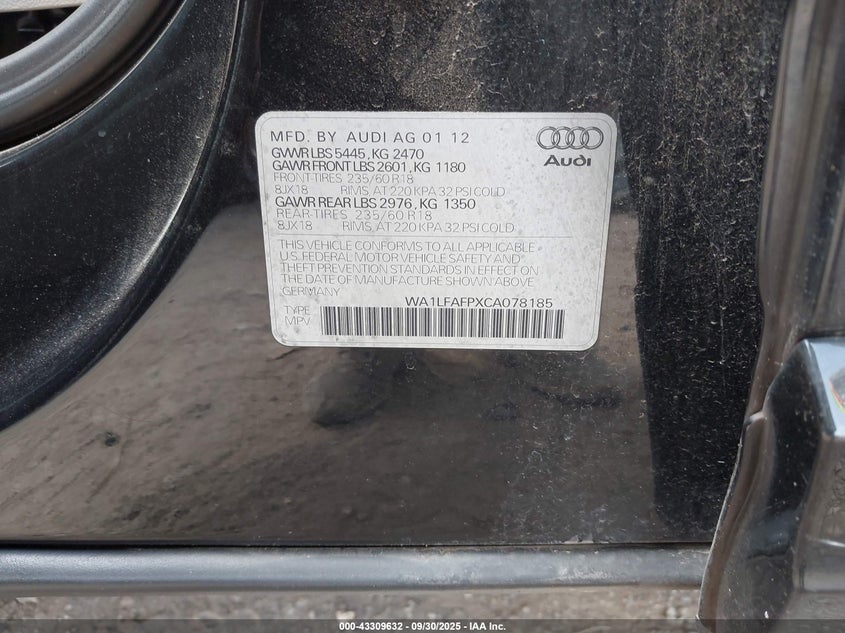 MFD. BY AUDI AG 01 12
GVWR LBS 5445, KG 2470
GAWR FRONT LBS 2601, KG 1180
FRONT-TIRES 235/60 R18
8JX18 RIMS AT 220 KPA 32 PSI COLD
GAWR REAR LBS 2976, KG 1350
REAR-TIRES 235/60 R18
8JX18 RIMS AT 220 KPA 32 PSI COLD
Audi
THIS VEHICLE CONFORMS TO ALL APPLICABLE
U.S. FEDERAL MOTOR VEHICLE SAFETY AND
THEFT PREVENTION STANDARDS IN EFFECT ON
THE DATE OF MANUFACTURE SHOWN ABOVE.
GERMANY
WA1LFAFPXCA078185
TYPE
MPV
000-43309632 - 09/30/2025 - IAA Inc.